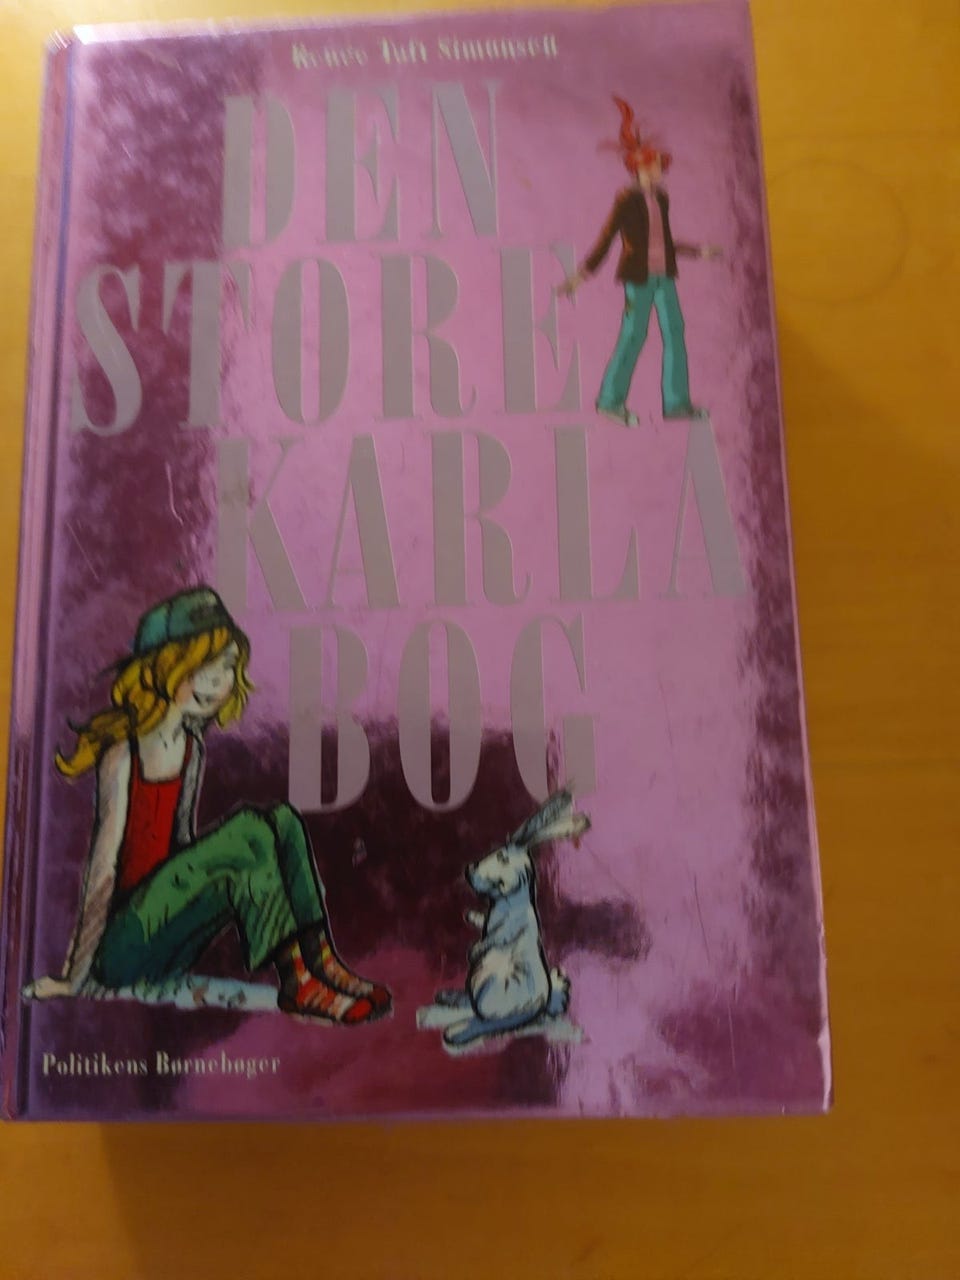 Renée Toft Simonsen
DEN
STORE
KARLA
BOG
Politikens Børnebøger